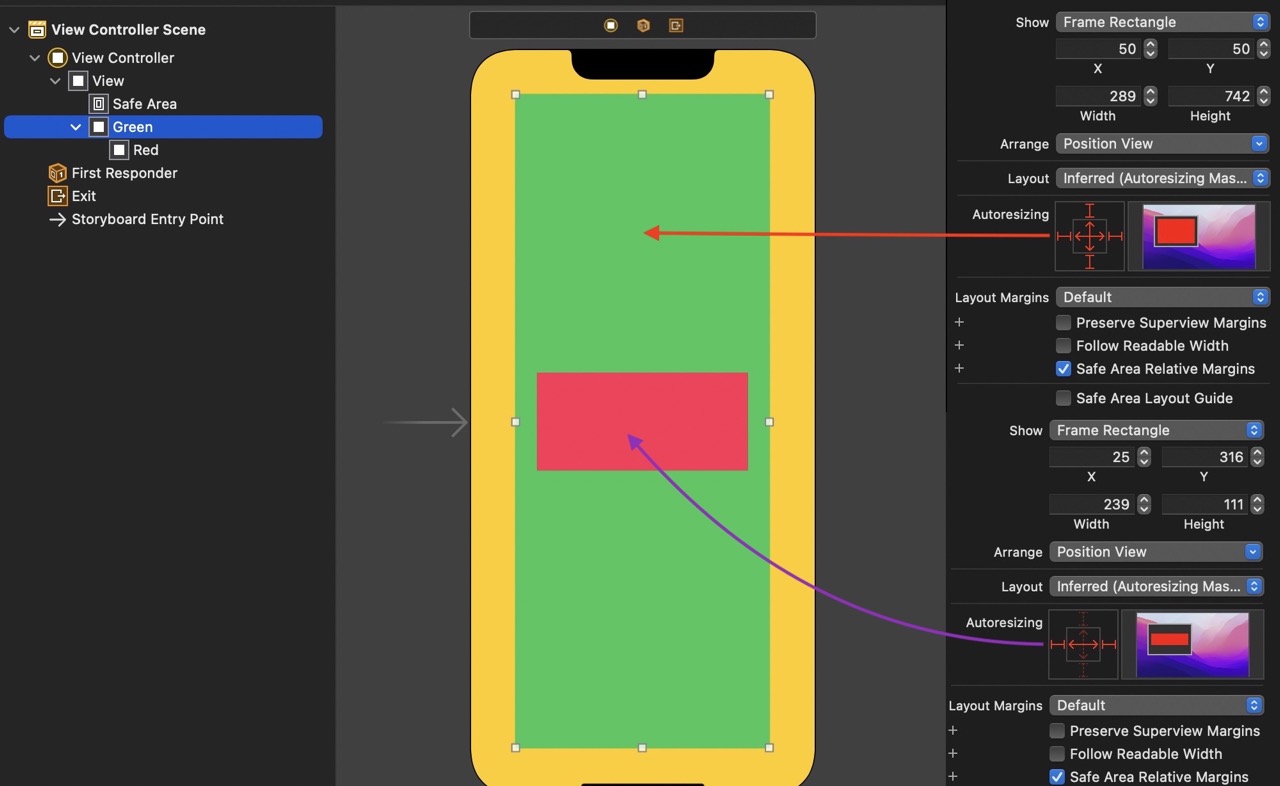 View Controller Scene
View Controller
View
Safe Area
Green
Red
First Responder
Exit
Storyboard Entry Point
Show Frame Rectangle
50 50
X Y
289 742
Width Height
Arrange Position View
Layout Inferred (Autoresizing Mas...
Autoresizing
Layout Margins Default
Preserve Superview Margins
Follow Readable Width
Safe Area Relative Margins
Safe Area Layout Guide
Show Frame Rectangle
25 316
X Y
239 111
Width Height
Arrange Position View
Layout Inferred (Autoresizing Mas...
Autoresizing
Layout Margins Default
Preserve Superview Margins
Follow Readable Width
Safe Area Relative Margins